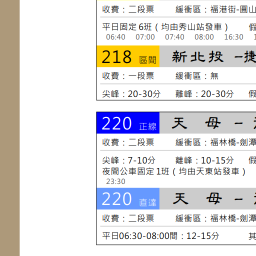 收費：二段票 緩衝區：福港街-圓山
平日固定6班（均由秀山站發車）
06:40 07:00 07:40 08:00 16:30
218 區間 新北投 -捷
收費：一段票 緩衝區：無
尖峰：20-30分 離峰：20-30分 假
220 正線 天 母 -
收費：二段票 緩衝區：福林橋-劍潭
尖峰：7-10分 離峰：10-15分 假
夜間公車固定1班（均由天東站發車）
23:30
220 直達 天 母 -
收費：二段票 緩衝區：福林橋-劍潭
平日06:30-08:00間：12-15分 其